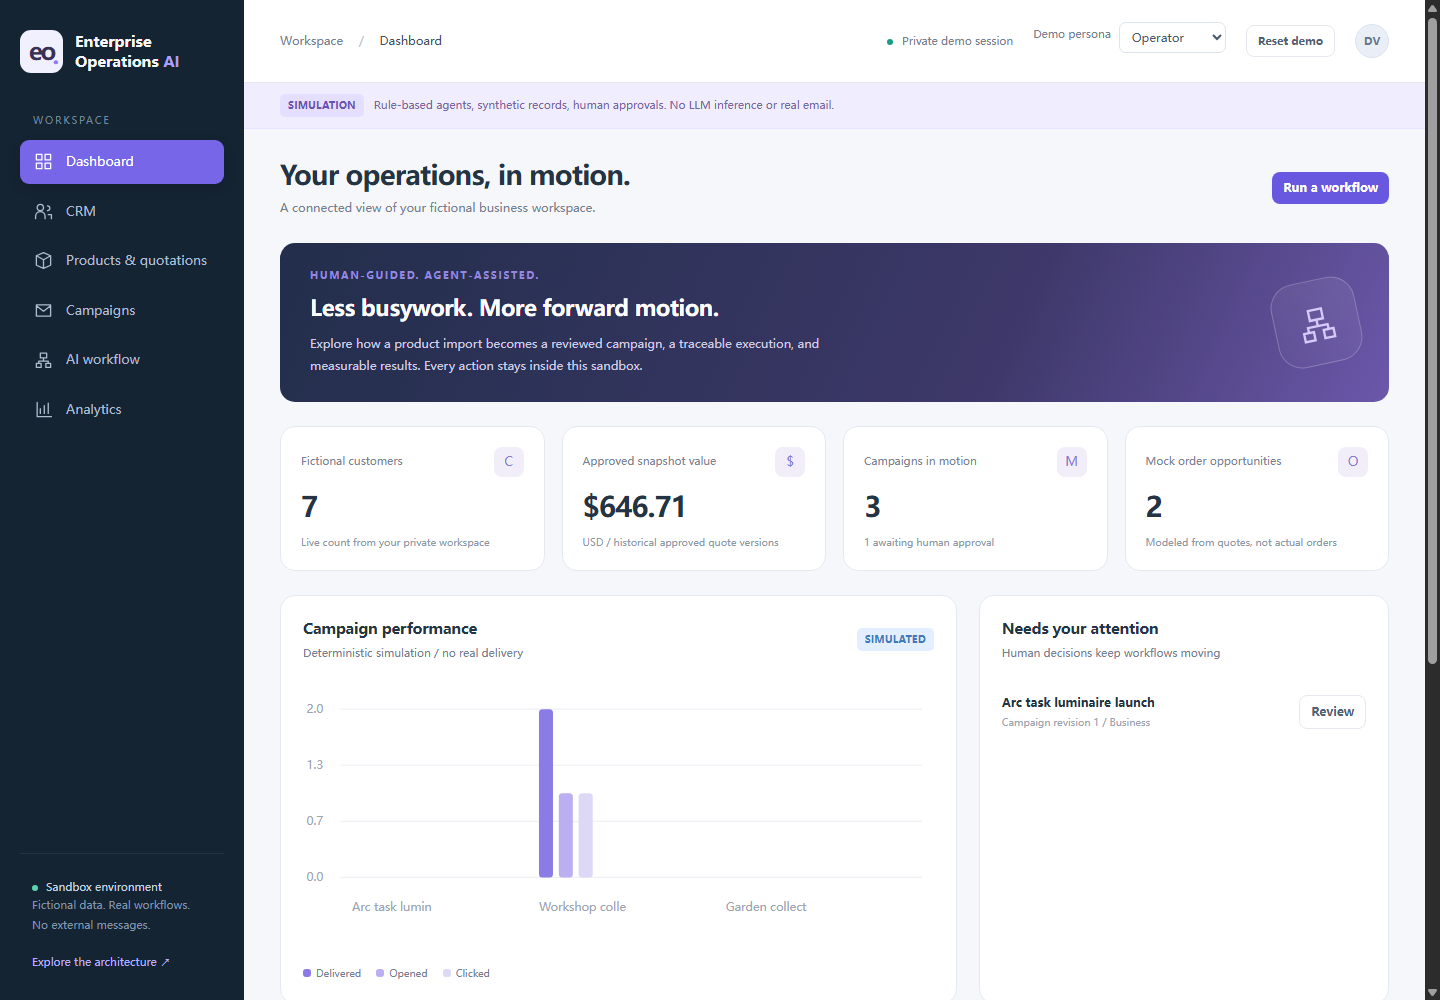 eo.
Enterprise
Operations AI
WORKSPACE
Dashboard
CRM
Products & quotations
Campaigns
AI workflow
Analytics
Sandbox environment
Fictional data. Real workflows.
No external messages.
Explore the architecture ↗
Workspace / Dashboard
Private demo session
Demo persona
Operator
Reset demo
DV
SIMULATION Rule-based agents, synthetic records, human approvals. No LLM inference or real email.
Your operations, in motion.
A connected view of your fictional business workspace.
Run a workflow
HUMAN-GUIDED. AGENT-ASSISTED.
Less busywork. More forward motion.
Explore how a product import becomes a reviewed campaign, a traceable execution, and
measurable results. Every action stays inside this sandbox.
Fictional customers
C
7
Live count from your private workspace
Approved snapshot value
$
$646.71
USD / historical approved quote versions
Campaigns in motion
M
3
1 awaiting human approval
Mock order opportunities
O
2
Modeled from quotes, not actual orders
Campaign performance
Deterministic simulation / no real delivery
SIMULATED
2.0
1.3
0.7
0.0
Arc task lumin
Workshop colle
Garden collect
Delivered
Opened
Clicked
Needs your attention
Human decisions keep workflows moving
Arc task luminaire launch
Campaign revision 1 / Business
Review